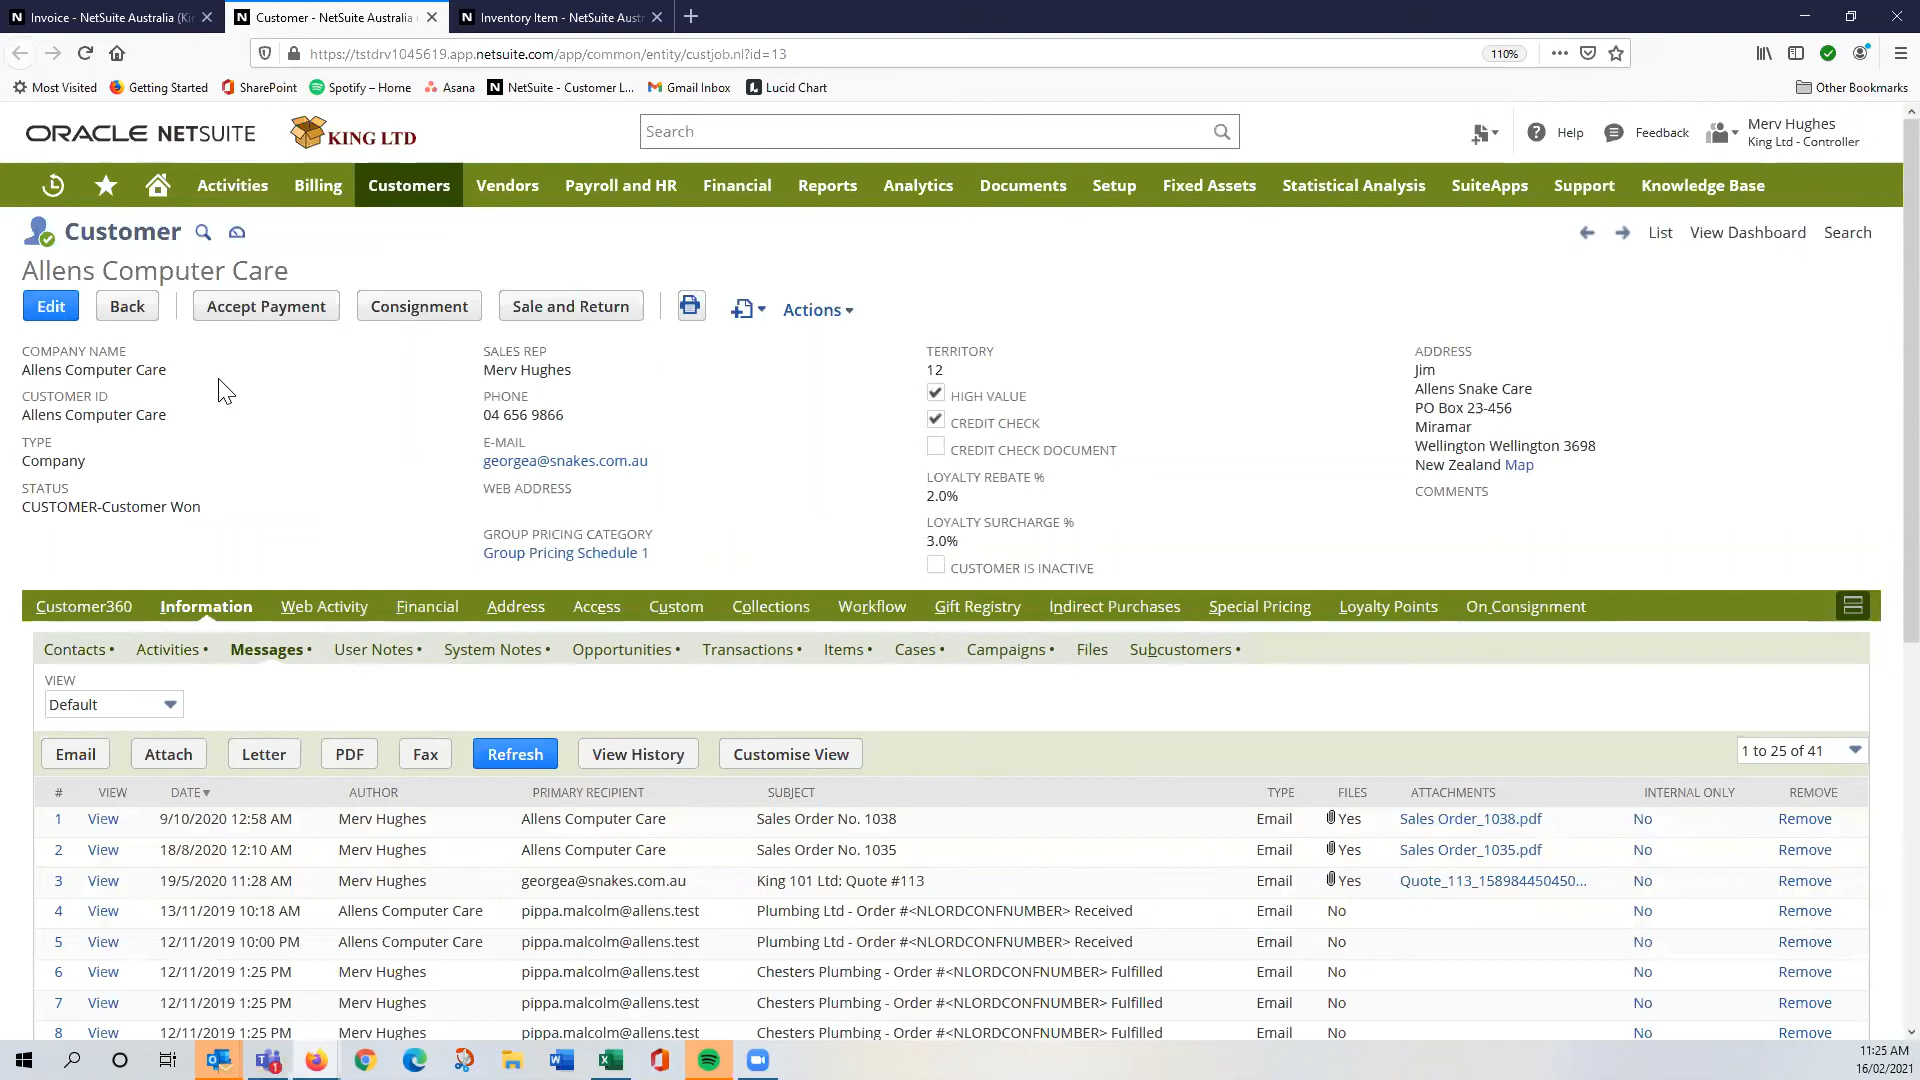 Invoice - NetSuite Australia (Kin
Customer - NetSuite Australia
Inventory Item - NetSuite Austr
https://tstdrv1045619.app.netsuite.com/app/common/entity/custjob.nl?id=13
110%
Most Visited
Getting Started
SharePoint
Spotify – Home
Asana
NetSuite - Customer L...
Gmail Inbox
Lucid Chart
Other Bookmarks
ORACLE NETSUITE
KING LTD
Search
Help
Feedback
Merv Hughes
King Ltd - Controller
Activities
Billing
Customers
Vendors
Payroll and HR
Financial
Reports
Analytics
Documents
Setup
Fixed Assets
Statistical Analysis
SuiteApps
Support
Knowledge Base
Customer
List
View Dashboard
Search
Allens Computer Care
Edit
Back
Accept Payment
Consignment
Sale and Return
Actions
COMPANY NAME
Allens Computer Care
CUSTOMER ID
Allens Computer Care
TYPE
Company
STATUS
CUSTOMER-Customer Won
SALES REP
Merv Hughes
PHONE
04 656 9866
E-MAIL
georgea@snakes.com.au
WEB ADDRESS
GROUP PRICING CATEGORY
Group Pricing Schedule 1
TERRITORY
12
HIGH VALUE
CREDIT CHECK
CREDIT CHECK DOCUMENT
LOYALTY REBATE %
2.0%
LOYALTY SURCHARGE %
3.0%
CUSTOMER IS INACTIVE
ADDRESS
Jim
Allens Snake Care
PO Box 23-456
Miramar
Wellington Wellington 3698
New Zealand Map
COMMENTS
Customer360
Information
Web Activity
Financial
Address
Access
Custom
Collections
Workflow
Gift Registry
Indirect Purchases
Special Pricing
Loyalty Points
On Consignment
Contacts •
Activities •
Messages •
User Notes •
System Notes •
Opportunities •
Transactions •
Items •
Cases •
Campaigns •
Files
Subcustomers •
VIEW
Default
Email
Attach
Letter
PDF
Fax
Refresh
View History
Customise View
1 to 25 of 41
# VIEW DATE AUTHOR PRIMARY RECIPIENT SUBJECT TYPE FILES ATTACHMENTS INTERNAL ONLY REMOVE
1 View 9/10/2020 12:58 AM Merv Hughes Allens Computer Care Sales Order No. 1038 Email Yes Sales Order_1038.pdf No Remove
2 View 18/8/2020 12:10 AM Merv Hughes Allens Computer Care Sales Order No. 1035 Email Yes Sales Order_1035.pdf No Remove
3 View 19/5/2020 11:28 AM Merv Hughes georgea@snakes.com.au King 101 Ltd: Quote #113 Email Yes Quote_113_158984450450... No Remove
4 View 13/11/2019 10:18 AM Allens Computer Care pippa.malcolm@allens.test Plumbing Ltd - Order #<NLORDCONFNUMBER> Received Email No No Remove
5 View 12/11/2019 10:00 PM Allens Computer Care pippa.malcolm@allens.test Plumbing Ltd - Order #<NLORDCONFNUMBER> Received Email No No Remove
6 View 12/11/2019 1:25 PM Merv Hughes pippa.malcolm@allens.test Chesters Plumbing - Order #<NLORDCONFNUMBER> Fulfilled Email No No Remove
7 View 12/11/2019 1:25 PM Merv Hughes pippa.malcolm@allens.test Chesters Plumbing - Order #<NLORDCONFNUMBER> Fulfilled Email No No Remove
8 View 12/11/2019 1:25 PM Merv Hughes pippa.malcolm@allens.test Chesters Plumbing - Order #<NLORDCONFNUMBER> Fulfilled Email No No Remove
11:25 AM
16/02/2021